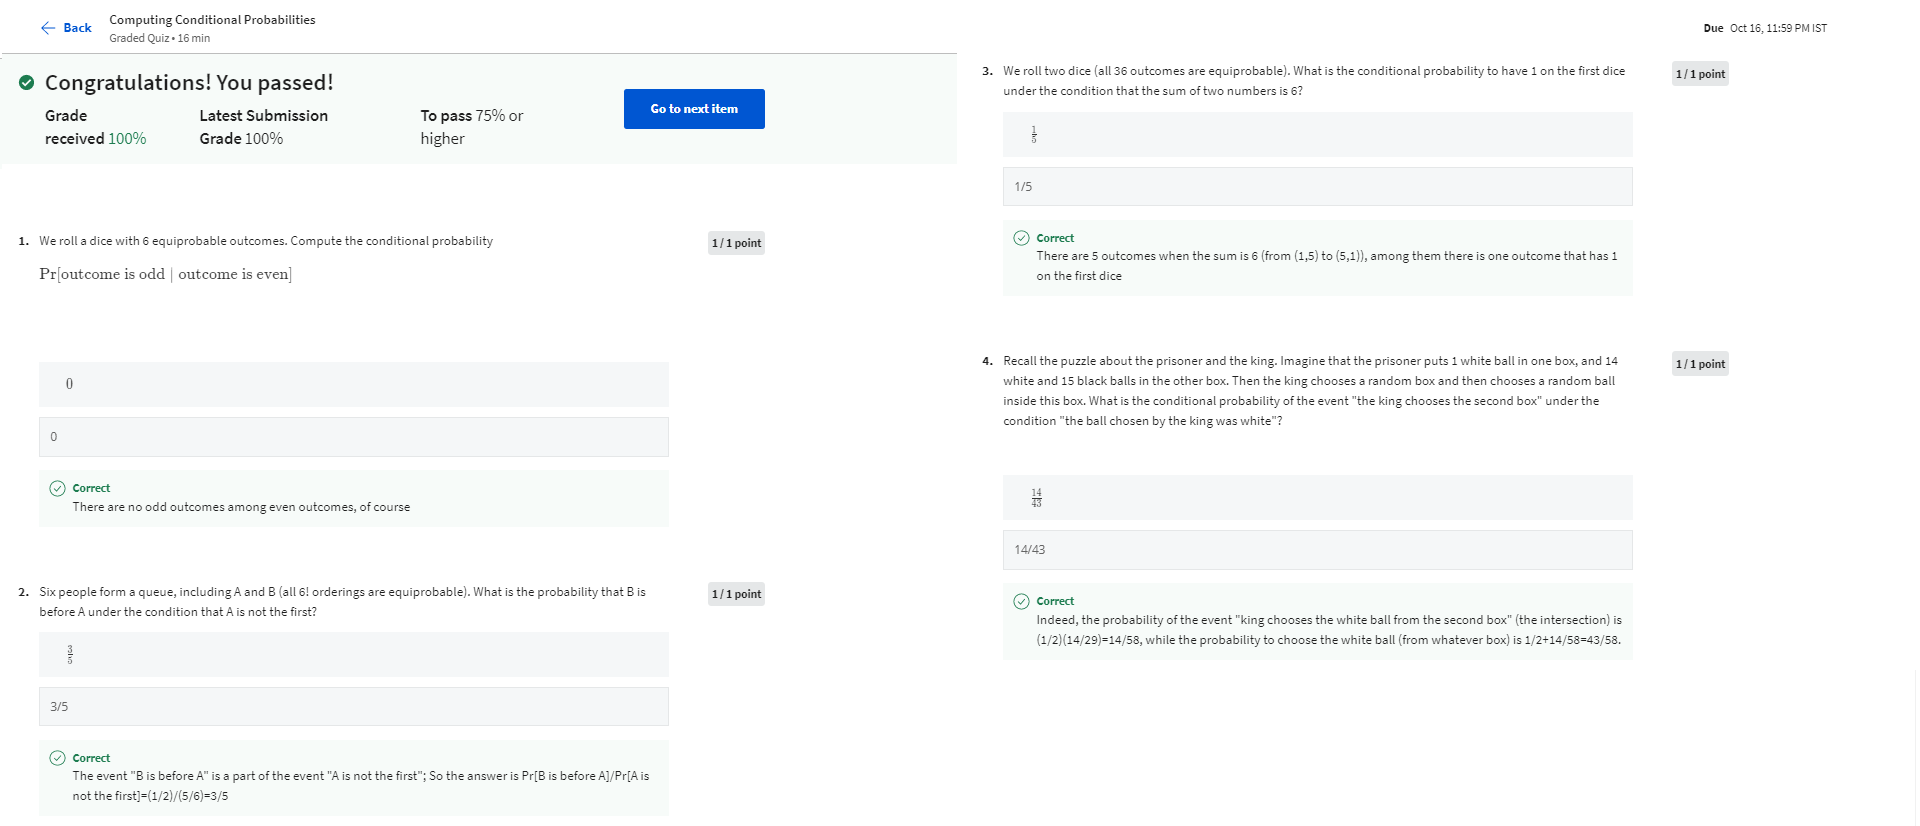 Back
Computing Conditional Probabilities
Graded Quiz • 16 min
Due Oct 16, 11:59 PM IST
Congratulations! You passed!
Grade received 100%
Latest Submission Grade 100%
To pass 75% or higher
Go to next item
1. We roll a dice with 6 equiprobable outcomes. Compute the conditional probability
1 / 1 point
Pr[outcome is odd | outcome is even]
0
0
Correct
There are no odd outcomes among even outcomes, of course
2. Six people form a queue, including A and B (all 6! orderings are equiprobable). What is the probability that B is
before A under the condition that A is not the first?
1 / 1 point
3/5
3/5
Correct
The event "B is before A" is a part of the event "A is not the first"; So the answer is Pr[B is before A]/Pr[A is
not the first]=(1/2)/(5/6)=3/5
3. We roll two dice (all 36 outcomes are equiprobable). What is the conditional probability to have 1 on the first dice
under the condition that the sum of two numbers is 6?
1 / 1 point
1/5
1/5
Correct
There are 5 outcomes when the sum is 6 (from (1,5) to (5,1)), among them there is one outcome that has 1
on the first dice
4. Recall the puzzle about the prisoner and the king. Imagine that the prisoner puts 1 white ball in one box, and 14
white and 15 black balls in the other box. Then the king chooses a random box and then chooses a random ball
inside this box. What is the conditional probability of the event "the king chooses the second box" under the
condition "the ball chosen by the king was white"?
1 / 1 point
14/43
14/43
Correct
Indeed, the probability of the event "king chooses the white ball from the second box" (the intersection) is
(1/2)(14/29)=14/58, while the probability to choose the white ball (from whatever box) is 1/2+14/58=43/58.